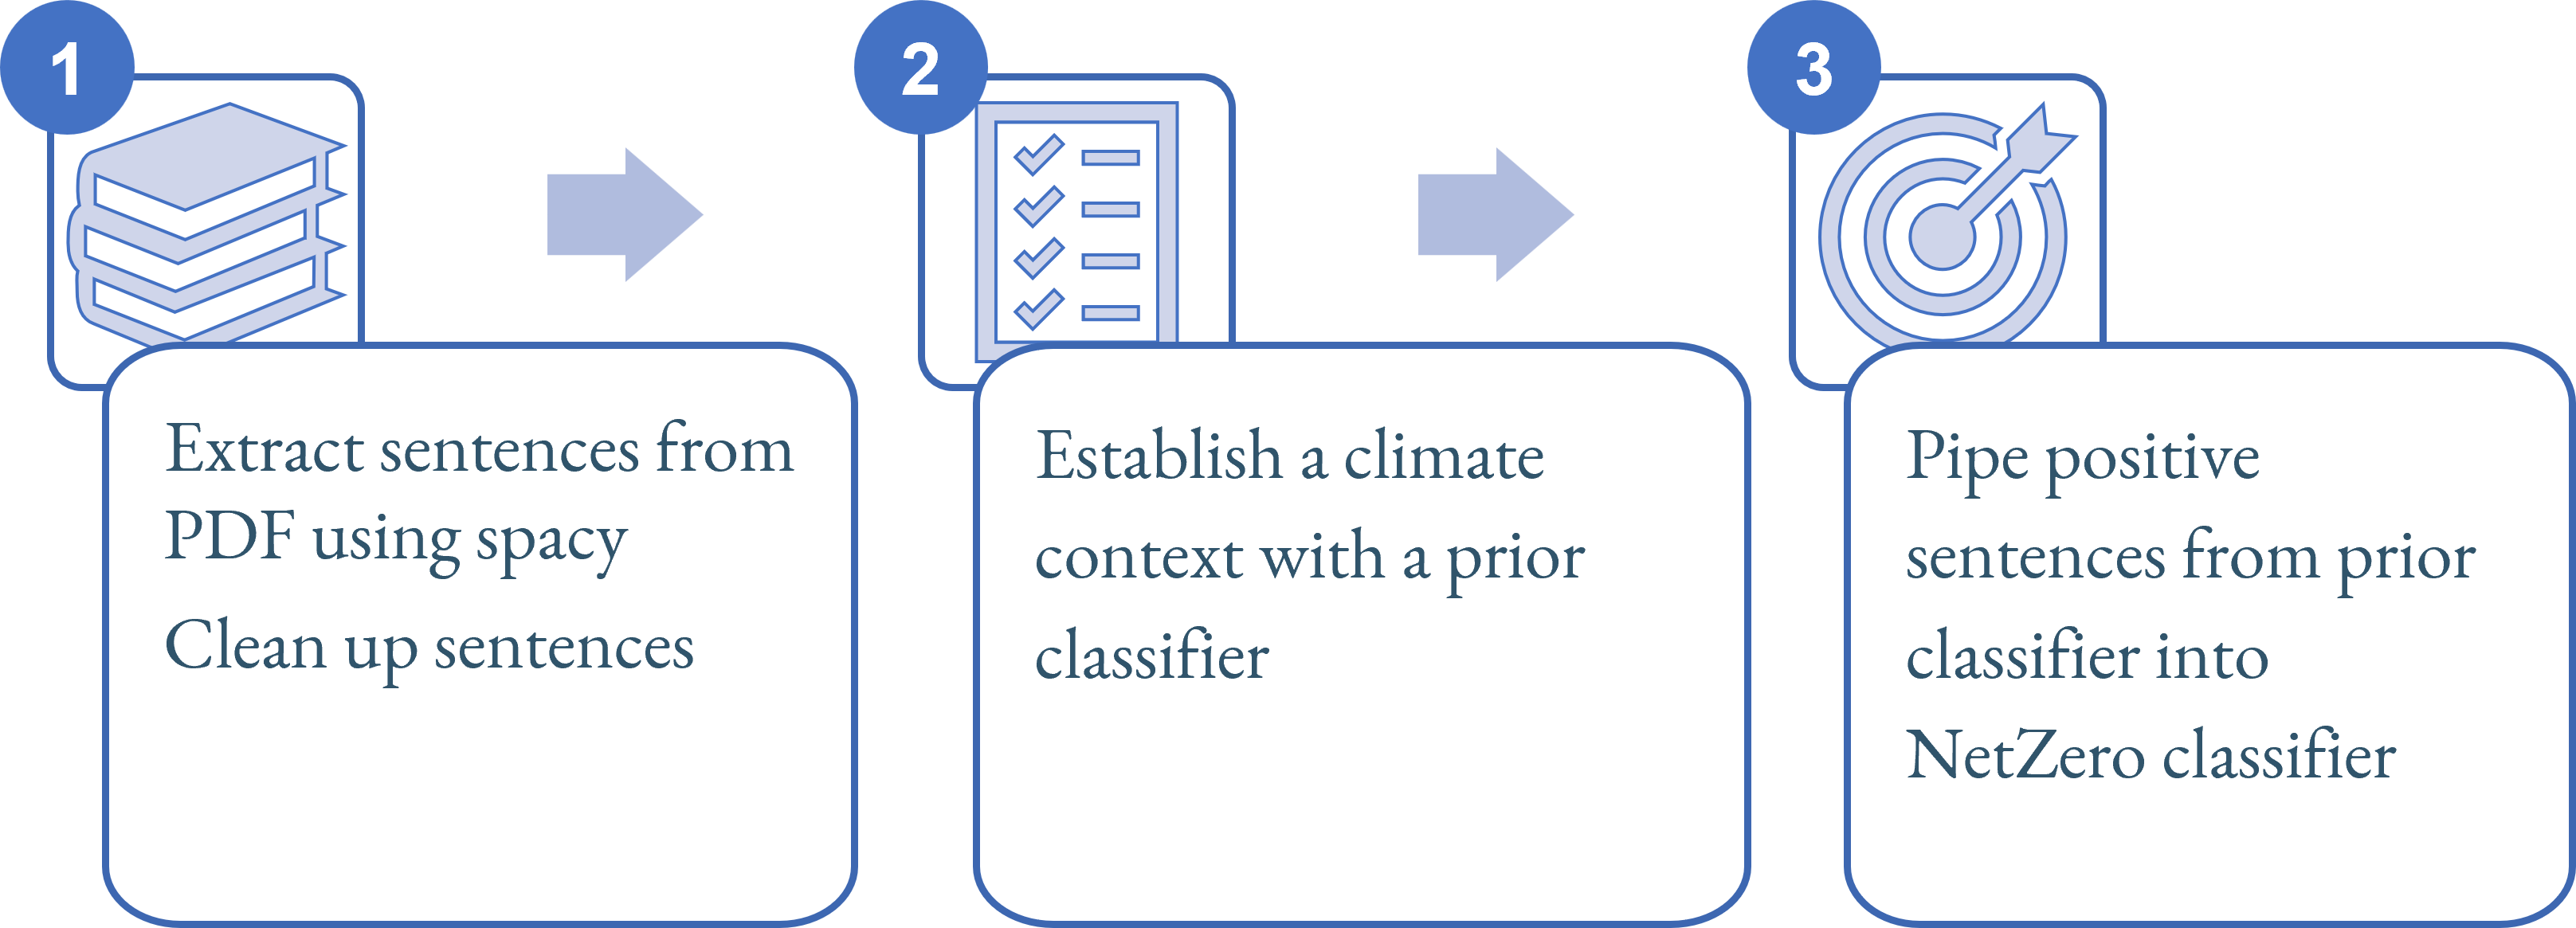 1
Extract sentences from
PDF using spacy
Clean up sentences
2
Establish a climate
context with a prior
classifier
3
Pipe positive
sentences from prior
classifier into
NetZero classifier